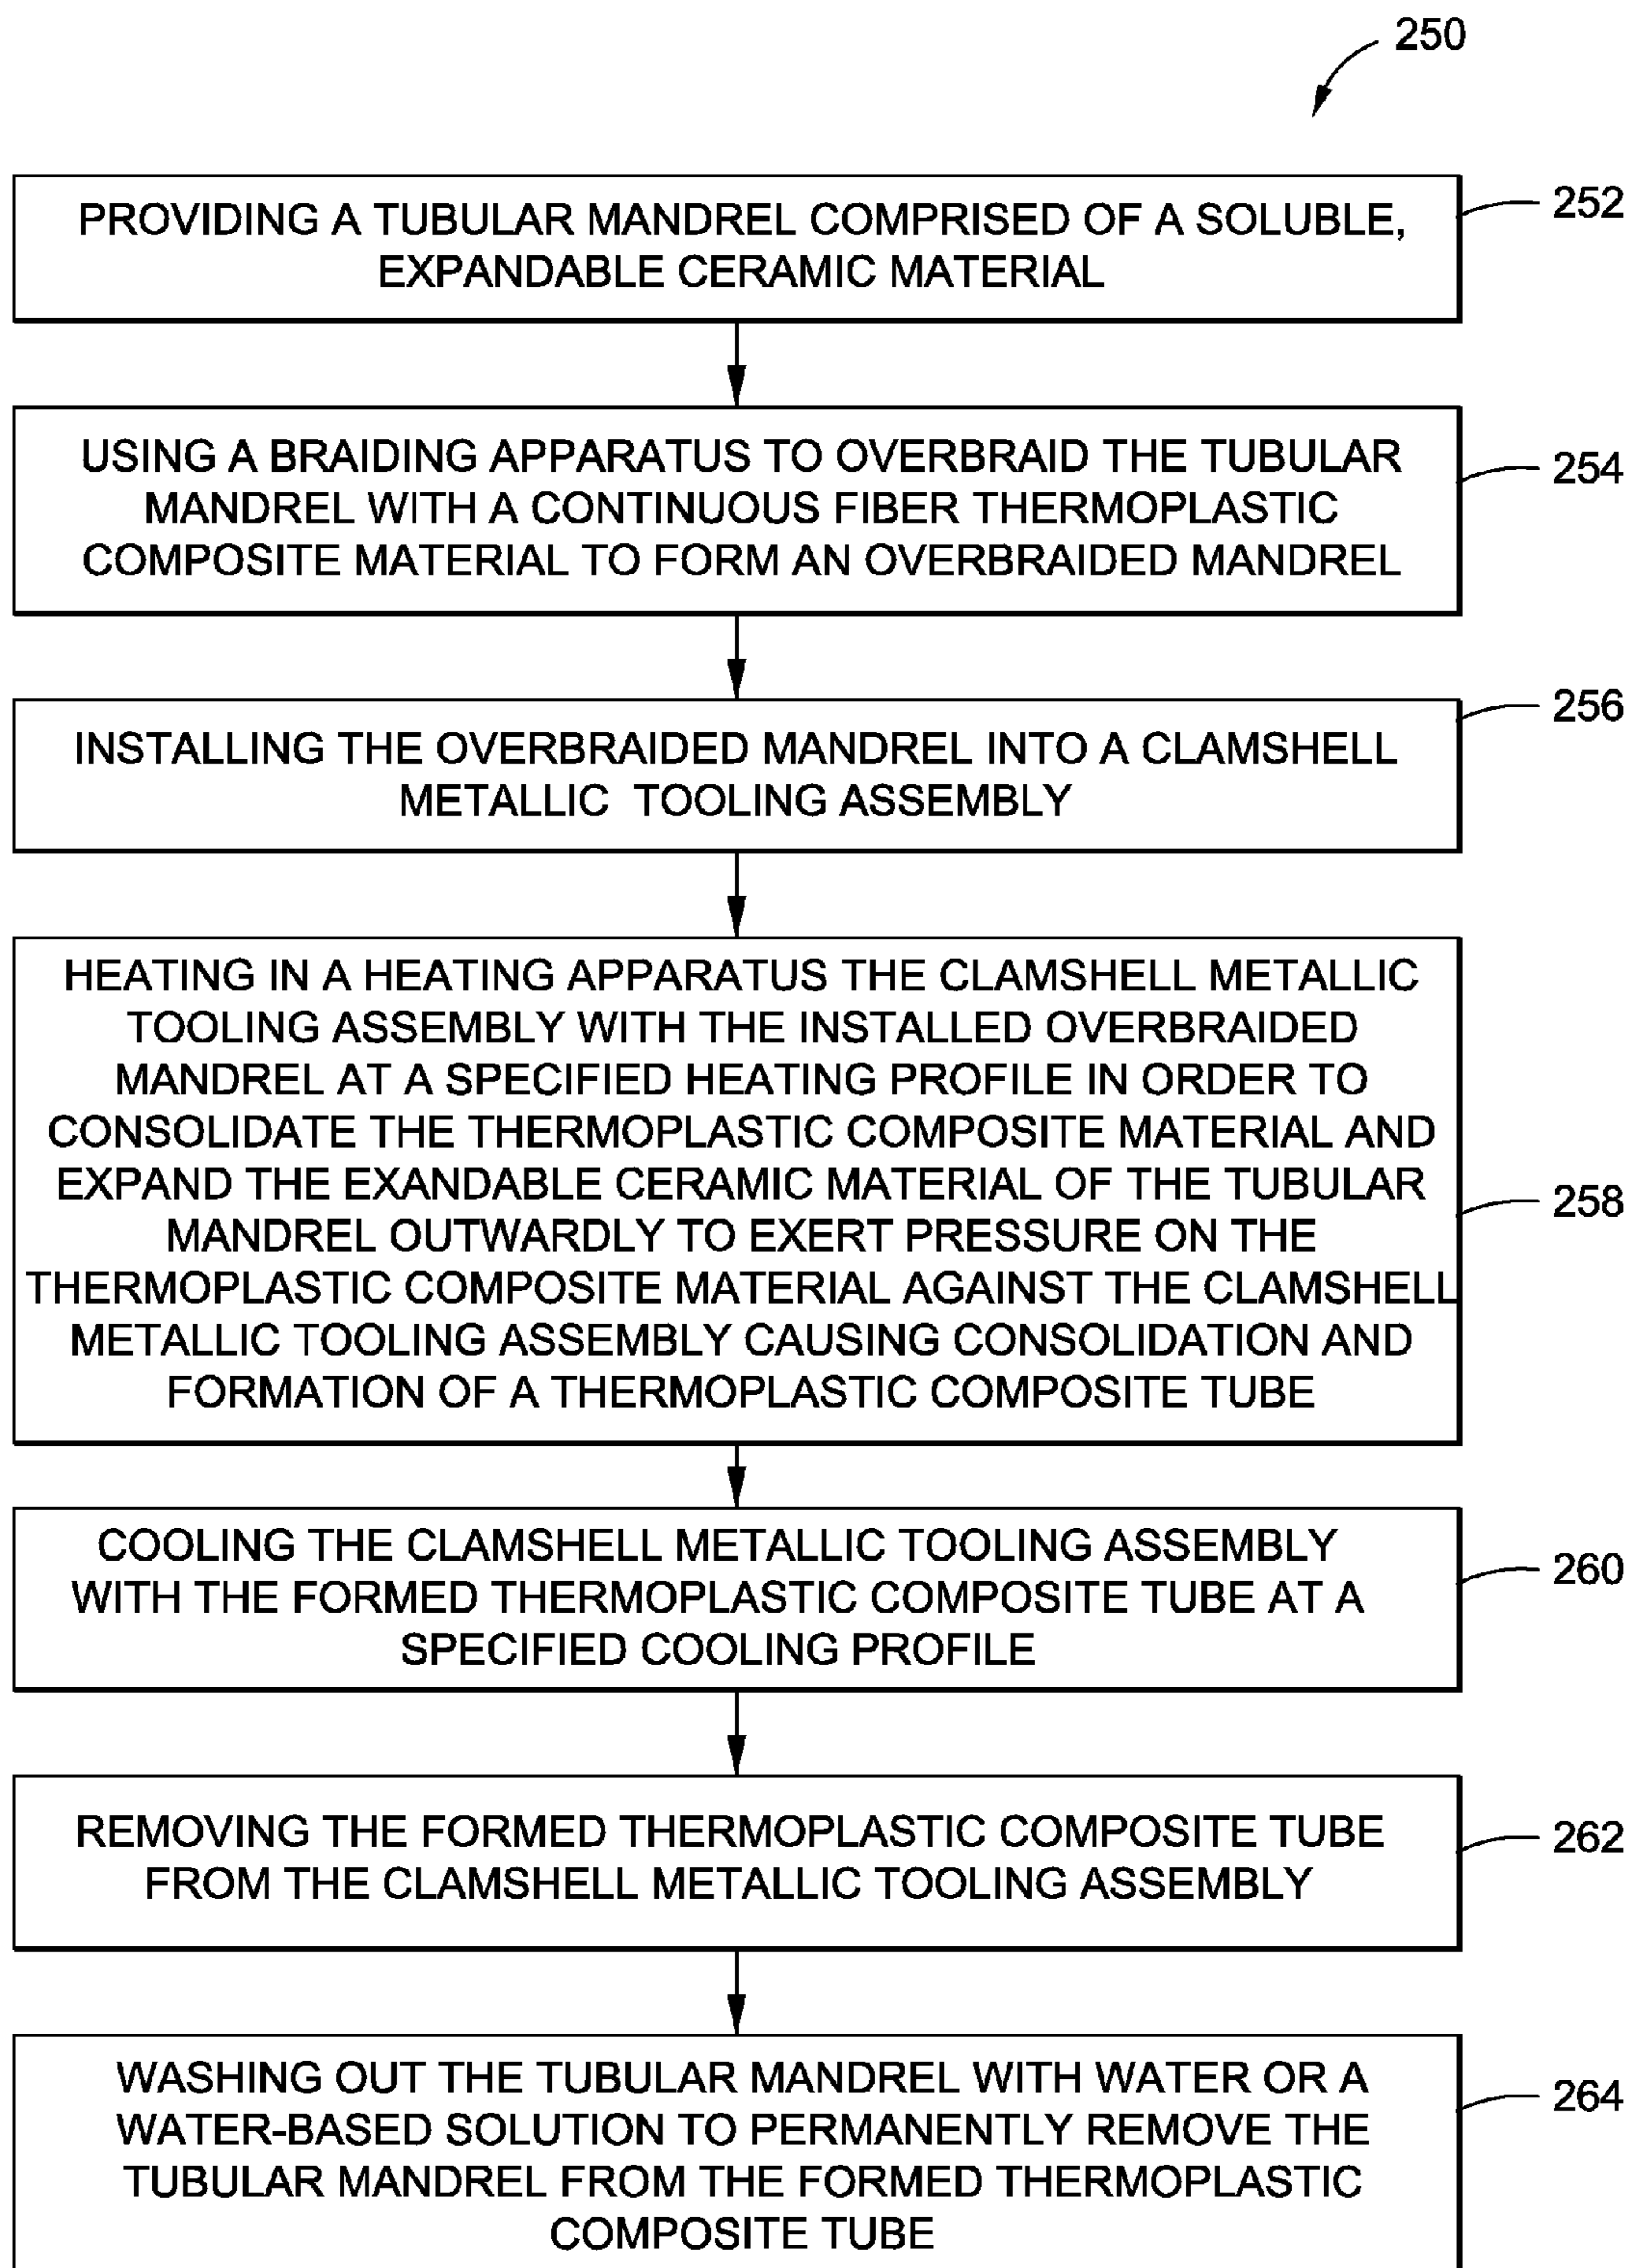 250
PROVIDING A TUBULAR MANDREL COMPRISED OF A SOLUBLE,
EXPANDABLE CERAMIC MATERIAL
252
USING A BRAIDING APPARATUS TO OVERBRAID THE TUBULAR
MANDREL WITH A CONTINUOUS FIBER THERMOPLASTIC
COMPOSITE MATERIAL TO FORM AN OVERBRAIDED MANDREL
254
INSTALLING THE OVERBRAIDED MANDREL INTO A CLAMSHELL
METALLIC TOOLING ASSEMBLY
256
HEATING IN A HEATING APPARATUS THE CLAMSHELL METALLIC
TOOLING ASSEMBLY WITH THE INSTALLED OVERBRAIDED
MANDREL AT A SPECIFIED HEATING PROFILE IN ORDER TO
CONSOLIDATE THE THERMOPLASTIC COMPOSITE MATERIAL AND
EXPAND THE EXANDABLE CERAMIC MATERIAL OF THE TUBULAR
MANDREL OUTWARDLY TO EXERT PRESSURE ON THE
THERMOPLASTIC COMPOSITE MATERIAL AGAINST THE CLAMSHELL
METALLIC TOOLING ASSEMBLY CAUSING CONSOLIDATION AND
FORMATION OF A THERMOPLASTIC COMPOSITE TUBE
258
COOLING THE CLAMSHELL METALLIC TOOLING ASSEMBLY
WITH THE FORMED THERMOPLASTIC COMPOSITE TUBE AT A
SPECIFIED COOLING PROFILE
260
REMOVING THE FORMED THERMOPLASTIC COMPOSITE TUBE
FROM THE CLAMSHELL METALLIC TOOLING ASSEMBLY
262
WASHING OUT THE TUBULAR MANDREL WITH WATER OR A
WATER-BASED SOLUTION TO PERMANENTLY REMOVE THE
TUBULAR MANDREL FROM THE FORMED THERMOPLASTIC
COMPOSITE TUBE
264